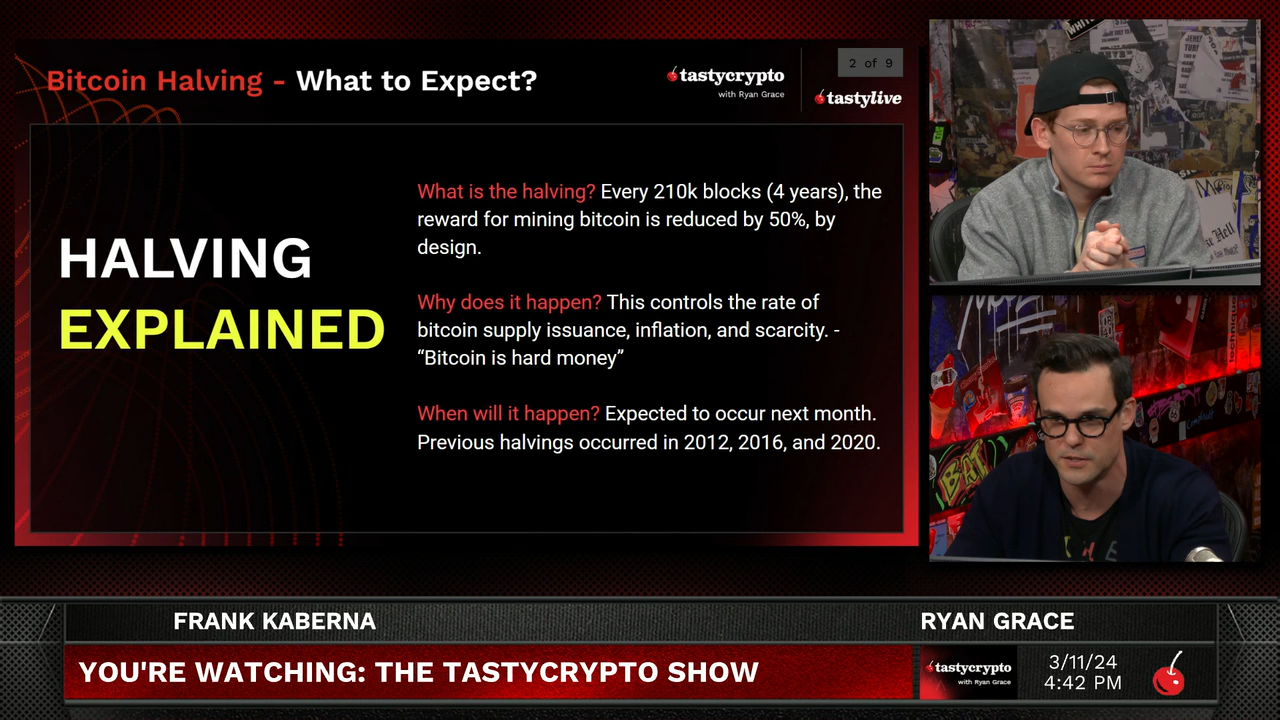 Bitcoin Halving - What to Expect?
tastycrypto
with Ryan Grace
2 of 9
tastylive
HALVING
EXPLAINED
What is the halving? Every 210k blocks (4 years), the
reward for mining bitcoin is reduced by 50%, by
design.
Why does it happen? This controls the rate of
bitcoin supply issuance, inflation, and scarcity. -
“Bitcoin is hard money”
When will it happen? Expected to occur next month.
Previous halvings occurred in 2012, 2016, and 2020.
FRANK KABERNA
RYAN GRACE
YOU'RE WATCHING: THE TASTYCRYPTO SHOW
tastycrypto
with Ryan Grace
3/11/24
4:42 PM